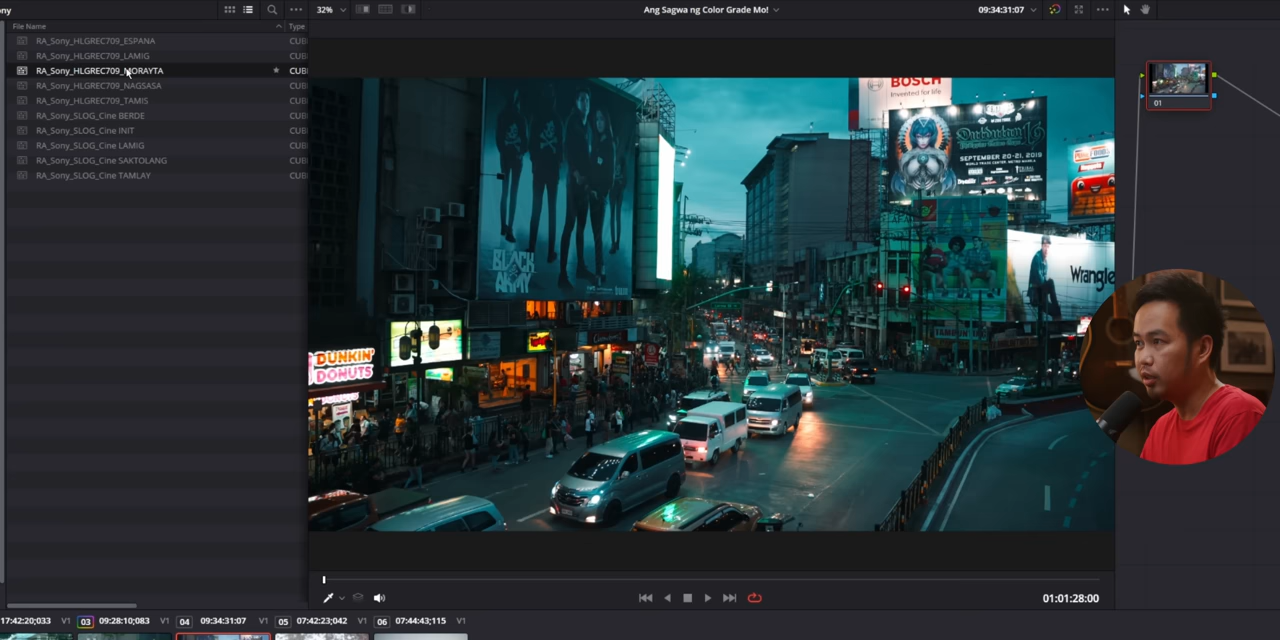 ony
32%
Ang Sagwa ng Color Grade Mo!
09:34:31:07
File Name
Type
RA_Sony_HLGREC709_ESPANA
CUB
RA_Sony_HLGREC709_LAMIG
CUB
RA_Sony_HLGREC709_MORAYTA
CUB
RA_Sony_HLGREC709_NAGSASA
CUB
RA_Sony_HLGREC709_TAMIS
CUB
RA_Sony_SLOG_Cine BERDE
CUB
RA_Sony_SLOG_Cine INIT
CUB
RA_Sony_SLOG_Cine LAMIG
CUB
RA_Sony_SLOG_Cine SAKTOLANG
CUB
RA_Sony_SLOG_Cine TAMLAY
CUB
01
BOSCH
Invented for life
SEPTEMBER 20-21, 2019
BLACK
ARMY
Wrangle
DUNKIN'
DONUTS
01:01:28:00
17:42:20;033
V1
03
09:28:10;083
V1
04
09:34:31:07
V1
05
07:42:23;042
V1
06
07:44:43;115
V1